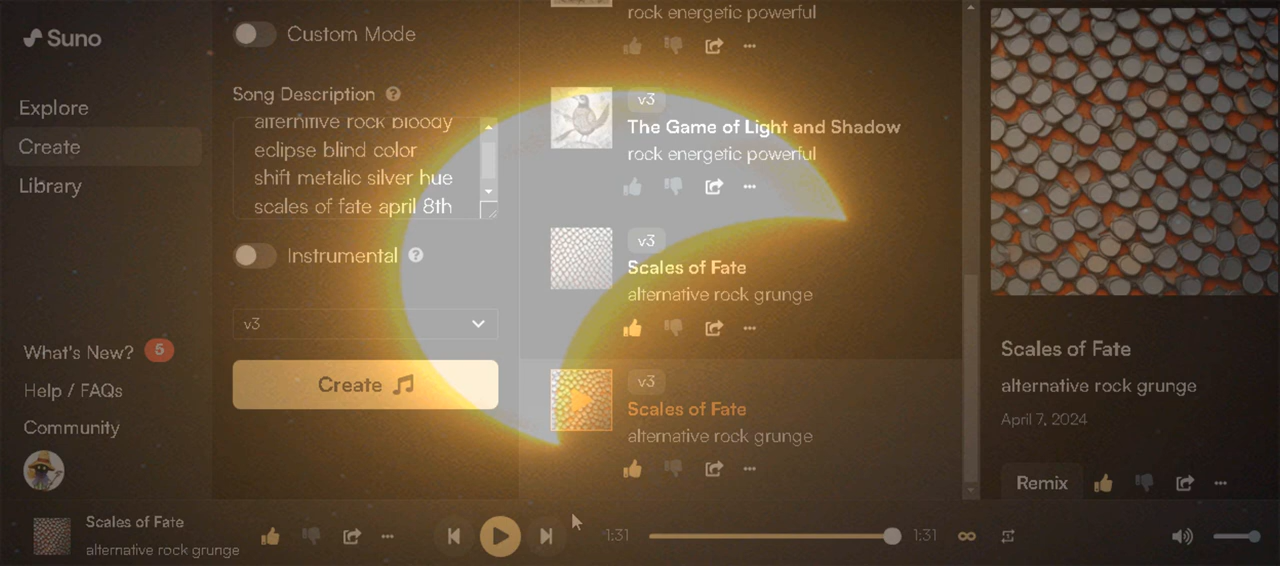 Suno
Explore
Create
Library
What's New? 5
Help / FAQs
Community
Custom Mode
Song Description ?
alternitive rock bloody
eclipse blind color
shift metalic silver hue
scales of fate april 8th
Instrumental ?
v3
Create
rock energetic powerful
v3
The Game of Light and Shadow
rock energetic powerful
v3
Scales of Fate
alternative rock grunge
v3
Scales of Fate
alternative rock grunge
Scales of Fate
alternative rock grunge
April 7, 2024
Remix
Scales of Fate
alternative rock grunge
1:31
1:31